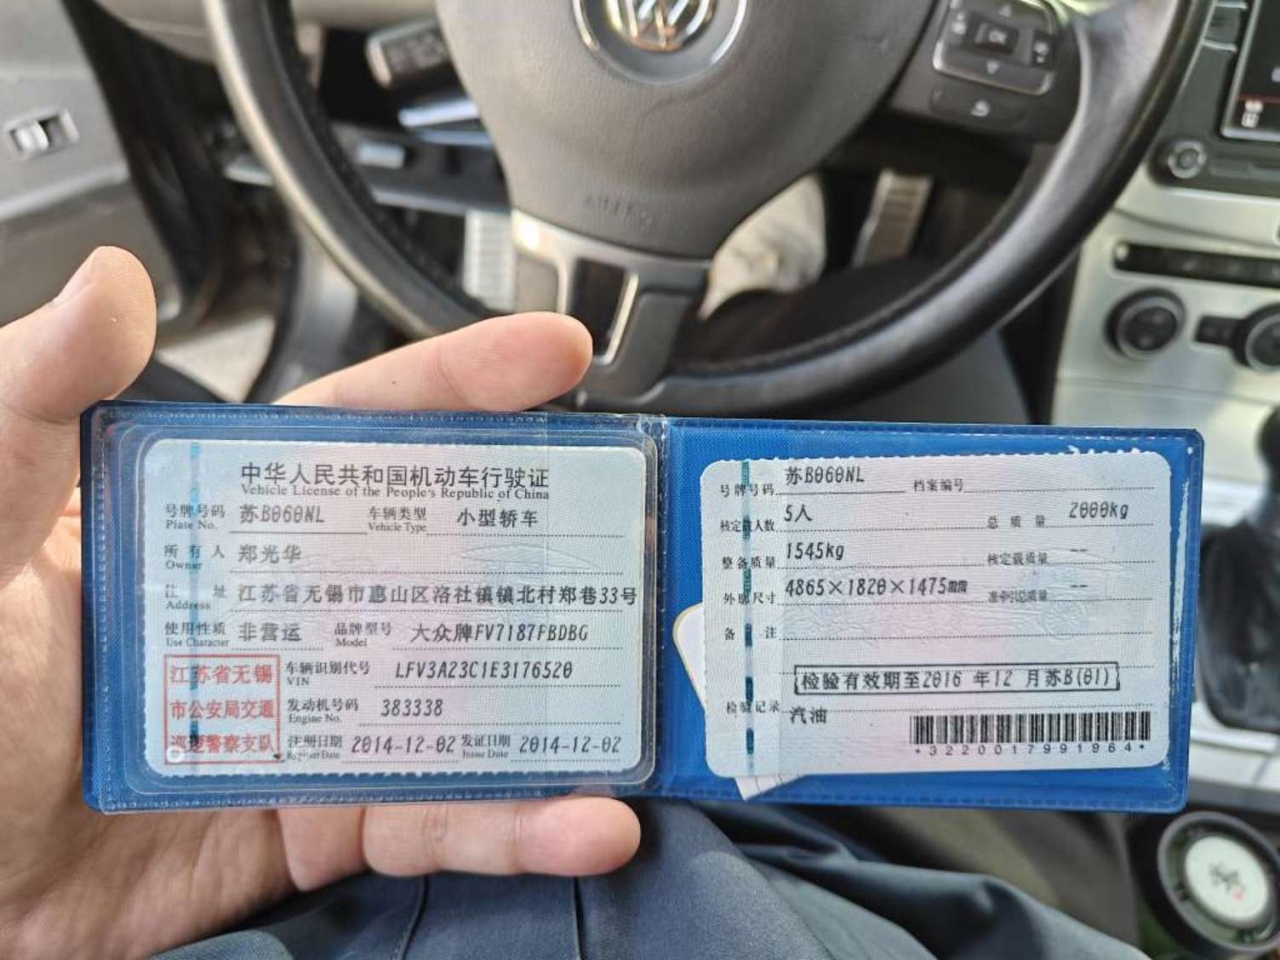 中华人民共和国机动车行驶证
Vehicle License of the People's Republic of China
号牌号码 苏B060NL 车辆类型 小型轿车
Plate No. Vehicle Type
所有人 郑光华
Owner
住址 江苏省无锡市惠山区洛社镇镇北村郑巷33号
Address
使用性质 非营运 品牌型号 大众牌FV7187FBDBG
Use Character Model
江苏省无锡
市公安局交通
巡逻警察支队
车辆识别代号 LFV3A23C1E3176520
VIN
发动机号码 383338
Engine No.
注册日期 2014-12-02 发证日期 2014-12-02
Register Date Issue Date
号牌号码 苏B060NL 档案编号
核定载人数 5人 总质量 2000kg
整备质量 1545kg 核定载质量 --
外廓尺寸 4865×1820×1475mm 准牵引总质量 --
备注
检验有效期至2016年12月苏B(01)
检验记录 汽油
*3220017991964*
OK
AIRBAG